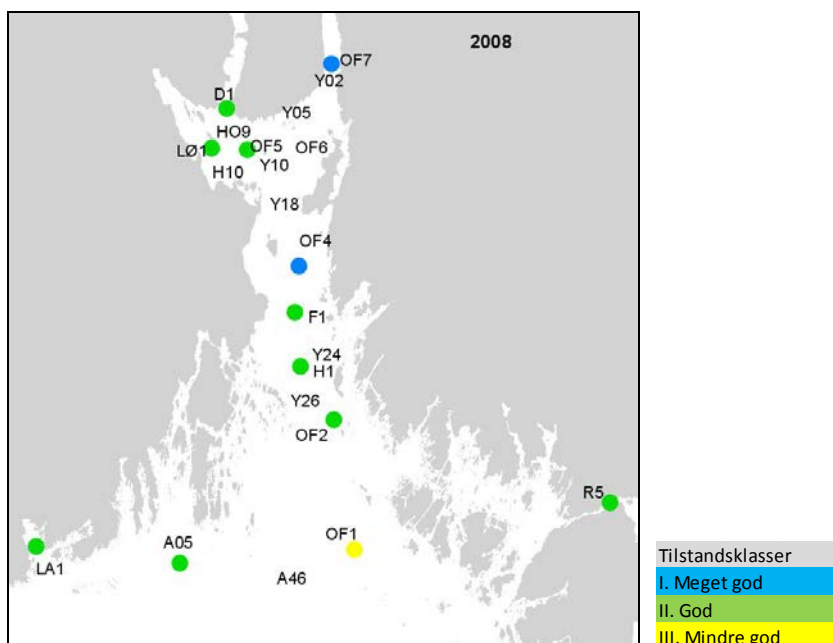 2008
OF7
Y02
D1
Y05
HO9
LØ1
OF5
OF6
Y10
H10
Y18
OF4
F1
Y24
H1
Y26
OF2
R5
A05
OF1
LA1
A46
Tilstandsklasser
I. Meget god
II. God
III. Mindre god